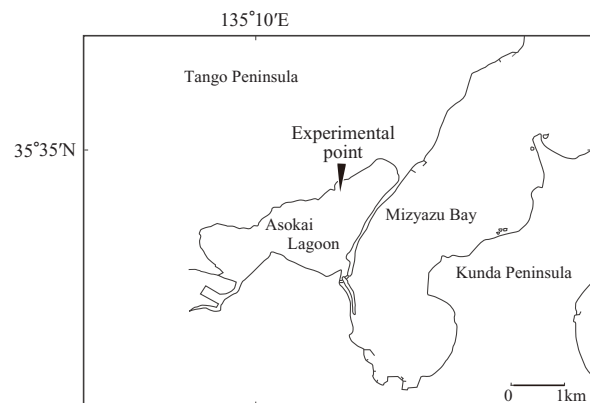 135°10′E
Tango Peninsula
Experimental
point
35°35′N
Asokai
Lagoon
Mizyazu Bay
Kunda Peninsula
0 1km